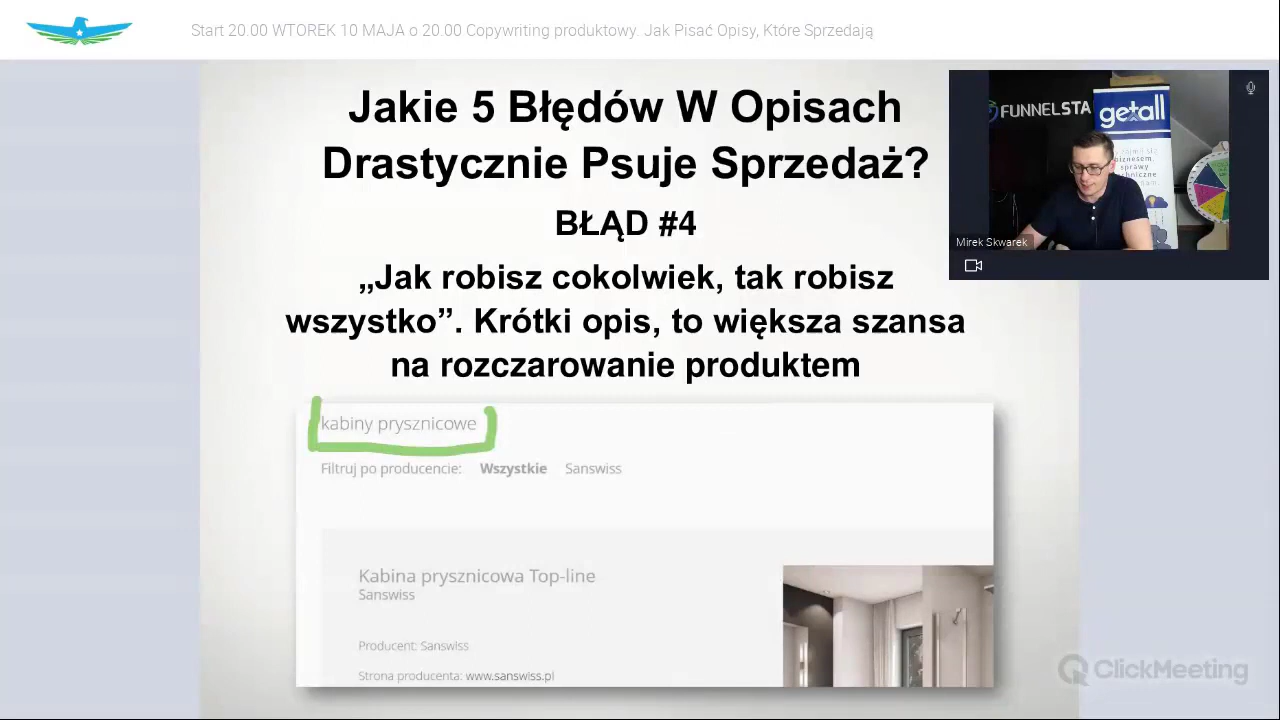 Start 20.00 WTOREK 10 MAJA o 20.00 Copywriting produktowy. Jak Pisać Opisy, Które Sprzedają
Jakie 5 Błędów W Opisach
Drastycznie Psuje Sprzedaż?
BŁĄD #4
„Jak robisz cokolwiek, tak robisz
wszystko”. Krótki opis, to większa szansa
na rozczarowanie produktem
FUNNELSTA
getall
biznesem,
sprawy
Mirek Skwarek
kabiny prysznicowe
Filtruj po producencie: Wszystkie Sanswiss
Kabina prysznicowa Top-line
Sanswiss
Producent: Sanswiss
Strona producenta: www.sanswiss.pl
ClickMeeting